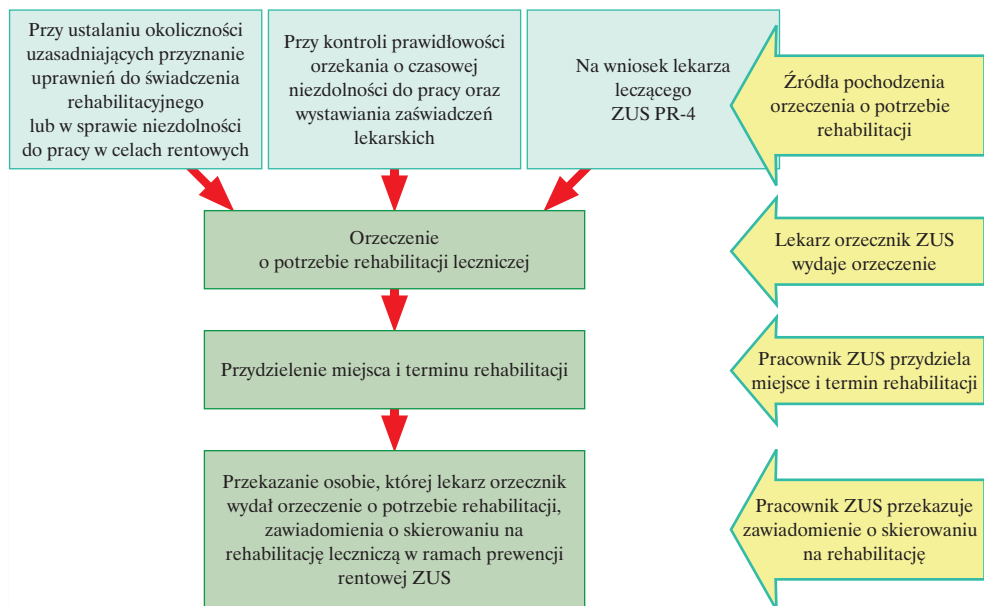 Przy ustalaniu okoliczności
uzasadniających przyznanie
uprawnień do świadczenia
rehabilitacyjnego
lub w sprawie niezdolności
do pracy w celach rentowych
Przy kontroli prawidłowości
orzekania o czasowej
niezdolności do pracy oraz
wystawiania zaświadczeń
lekarskich
Na wniosek lekarza
leczącego
ZUS PR-4
Źródła pochodzenia
orzeczenia o potrzebie
rehabilitacji
Orzeczenie
o potrzebie rehabilitacji leczniczej
Lekarz orzecznik ZUS
wydaje orzeczenie
Przydzielenie miejsca i terminu rehabilitacji
Pracownik ZUS przydziela
miejsce i termin rehabilitacji
Przekazanie osobie, której lekarz orzecznik
wydał orzeczenie o potrzebie rehabilitacji,
zawiadomienia o skierowaniu na
rehabilitację leczniczą w ramach prewencji
rentowej ZUS
Pracownik ZUS przekazuje
zawiadomienie o skierowaniu
na rehabilitację